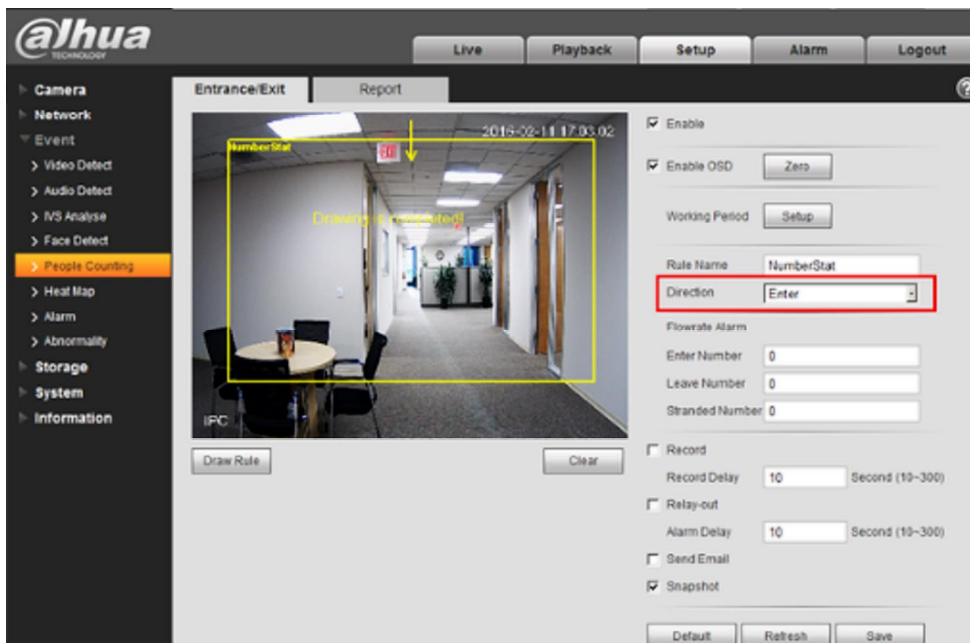 alhua
TECHNOLOGY
Live Playback Setup Alarm Logout
Camera
Network
Event
Video Detect
Audio Detect
IVS Analyse
Face Detect
People Counting
Heat Map
Alarm
Abnormality
Storage
System
Information
Entrance/Exit Report
2016-02-11 17:03:02
NumberStat
Drawing is completed!
IPC
Draw Rule Clear
Enable
Enable OSD Zero
Working Period Setup
Rule Name NumberStat
Direction Enter
Flowrate Alarm
Enter Number 0
Leave Number 0
Stranded Number 0
Record
Record Delay 10 Second (10~300)
Relay-out
Alarm Delay 10 Second (10~300)
Send Email
Snapshot
Default Refresh Save